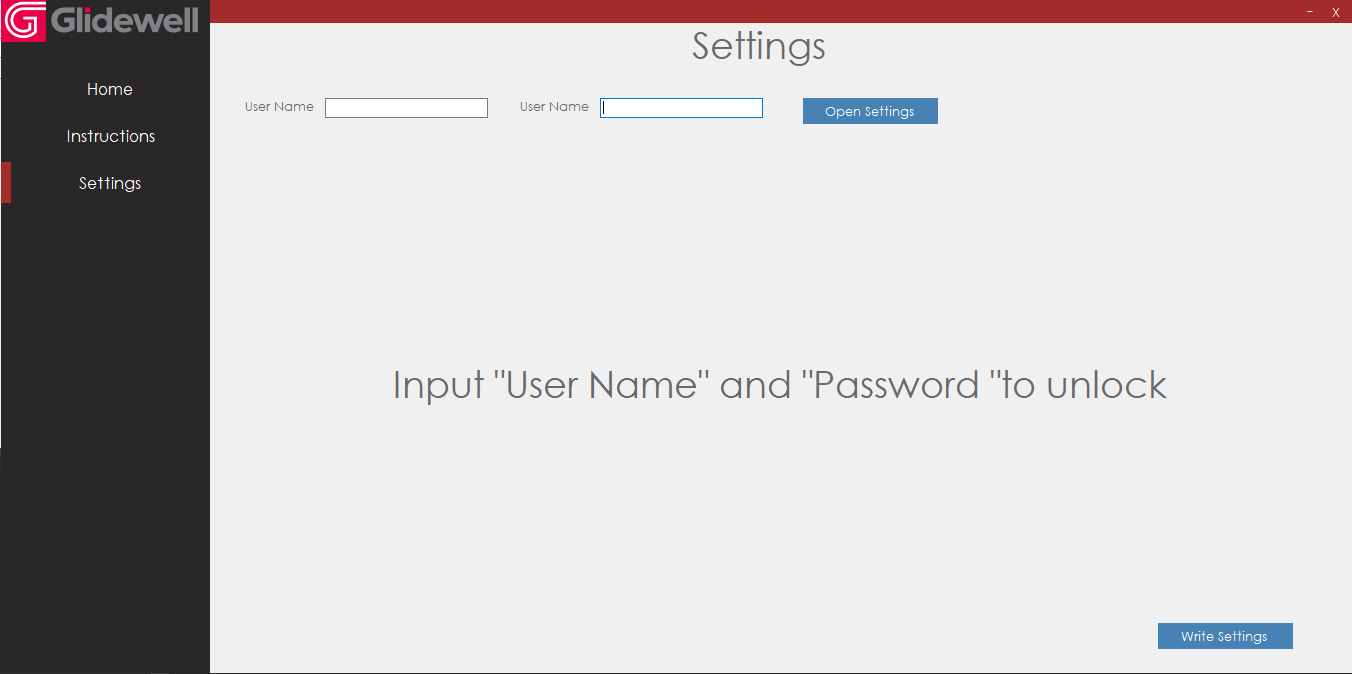 Glidewell
- X
Settings
Home
User Name User Name Open Settings
Instructions
Settings
Input "User Name" and "Password "to unlock
Write Settings